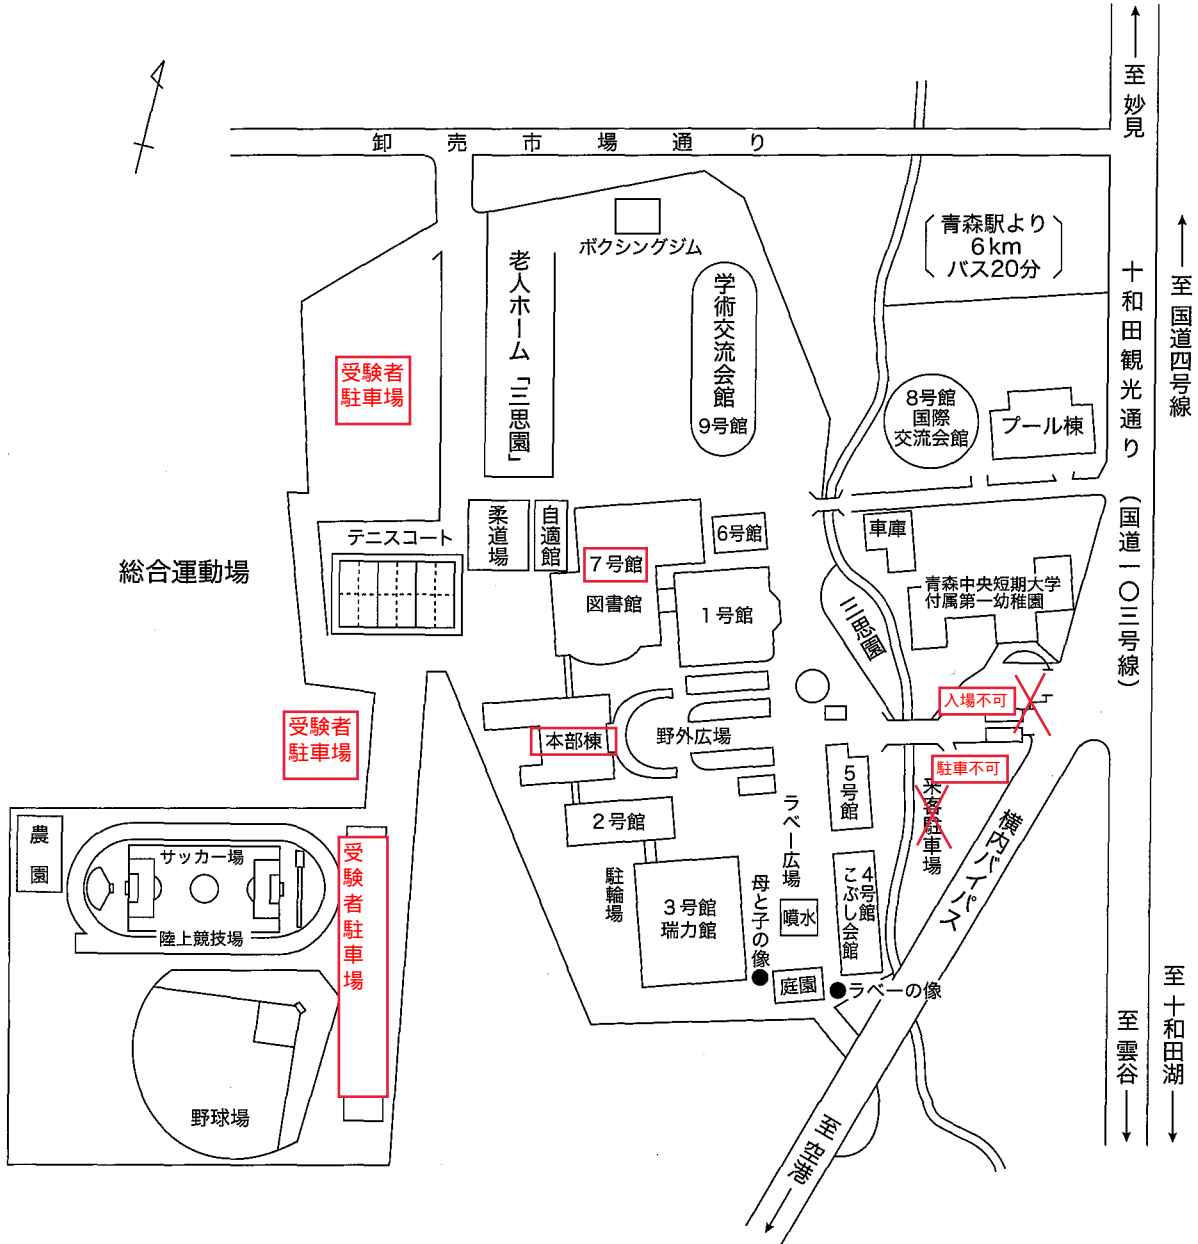 至 妙見
卸売市場通り
青森駅より
6km
バス20分
至 国道四号線
十和田観光通り
（国道一〇三号線）
ボクシングジム
老人ホーム「三思園」
学術交流会館
9号館
受験者
駐車場
8号館
国際
交流会館
プール棟
テニスコート
柔道場
自適館
7号館
図書館
6号館
車庫
総合運動場
1号館
三思園
青森中央短期大学
付属第一幼稚園
入場不可
受験者
駐車場
本部棟
野外広場
駐車不可
来客駐車場
5号館
2号館
ラベー広場
横内バイパス
農園
サッカー場
陸上競技場
受験者駐車場
駐輪場
3号館
瑞力館
母と子の像
噴水
4号館
こぶし会館
庭園
ラベーの像
野球場
至 空港
至 雲谷
至 十和田湖